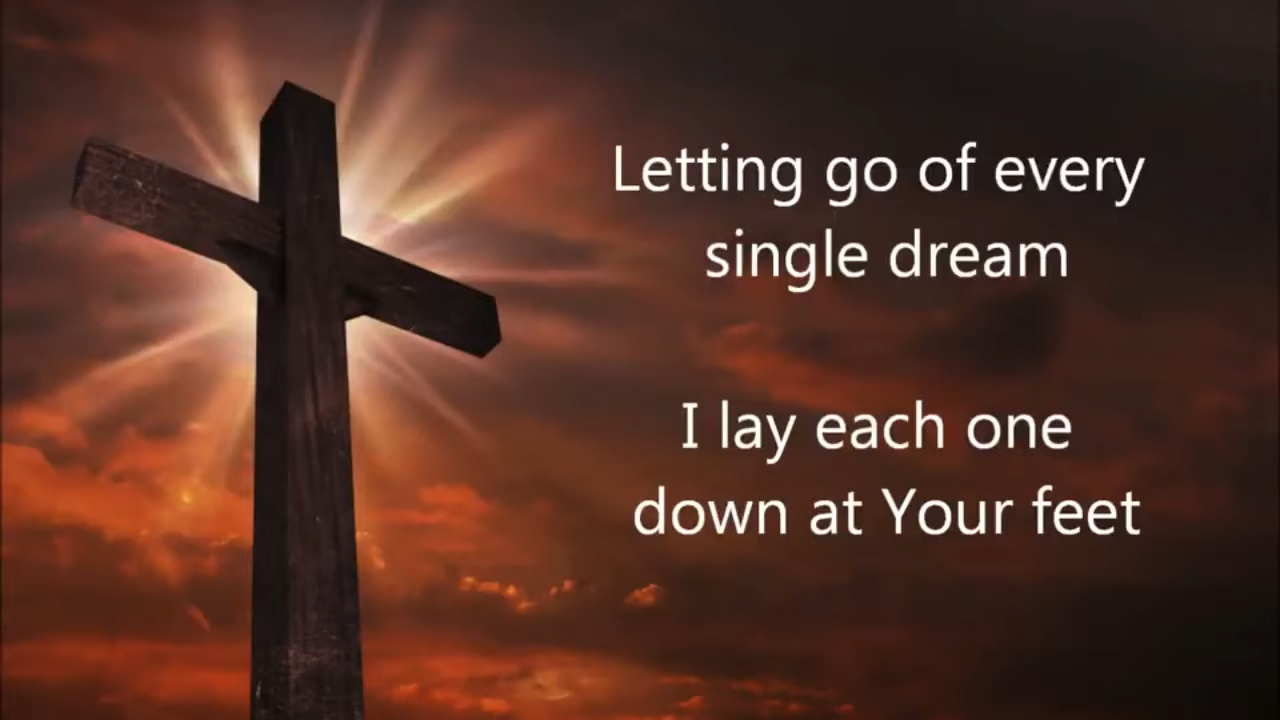 Letting go of every
single dream
I lay each one
down at Your feet